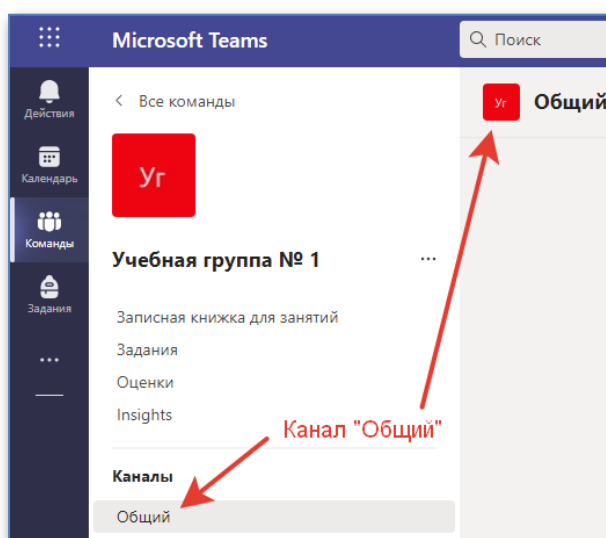 Microsoft Teams
Поиск
Действия
Календарь
Команды
Задания
Все команды
Уг
Учебная группа № 1
Записная книжка для занятий
Задания
Оценки
Insights
Каналы
Общий
Уг Общий
Канал "Общий"